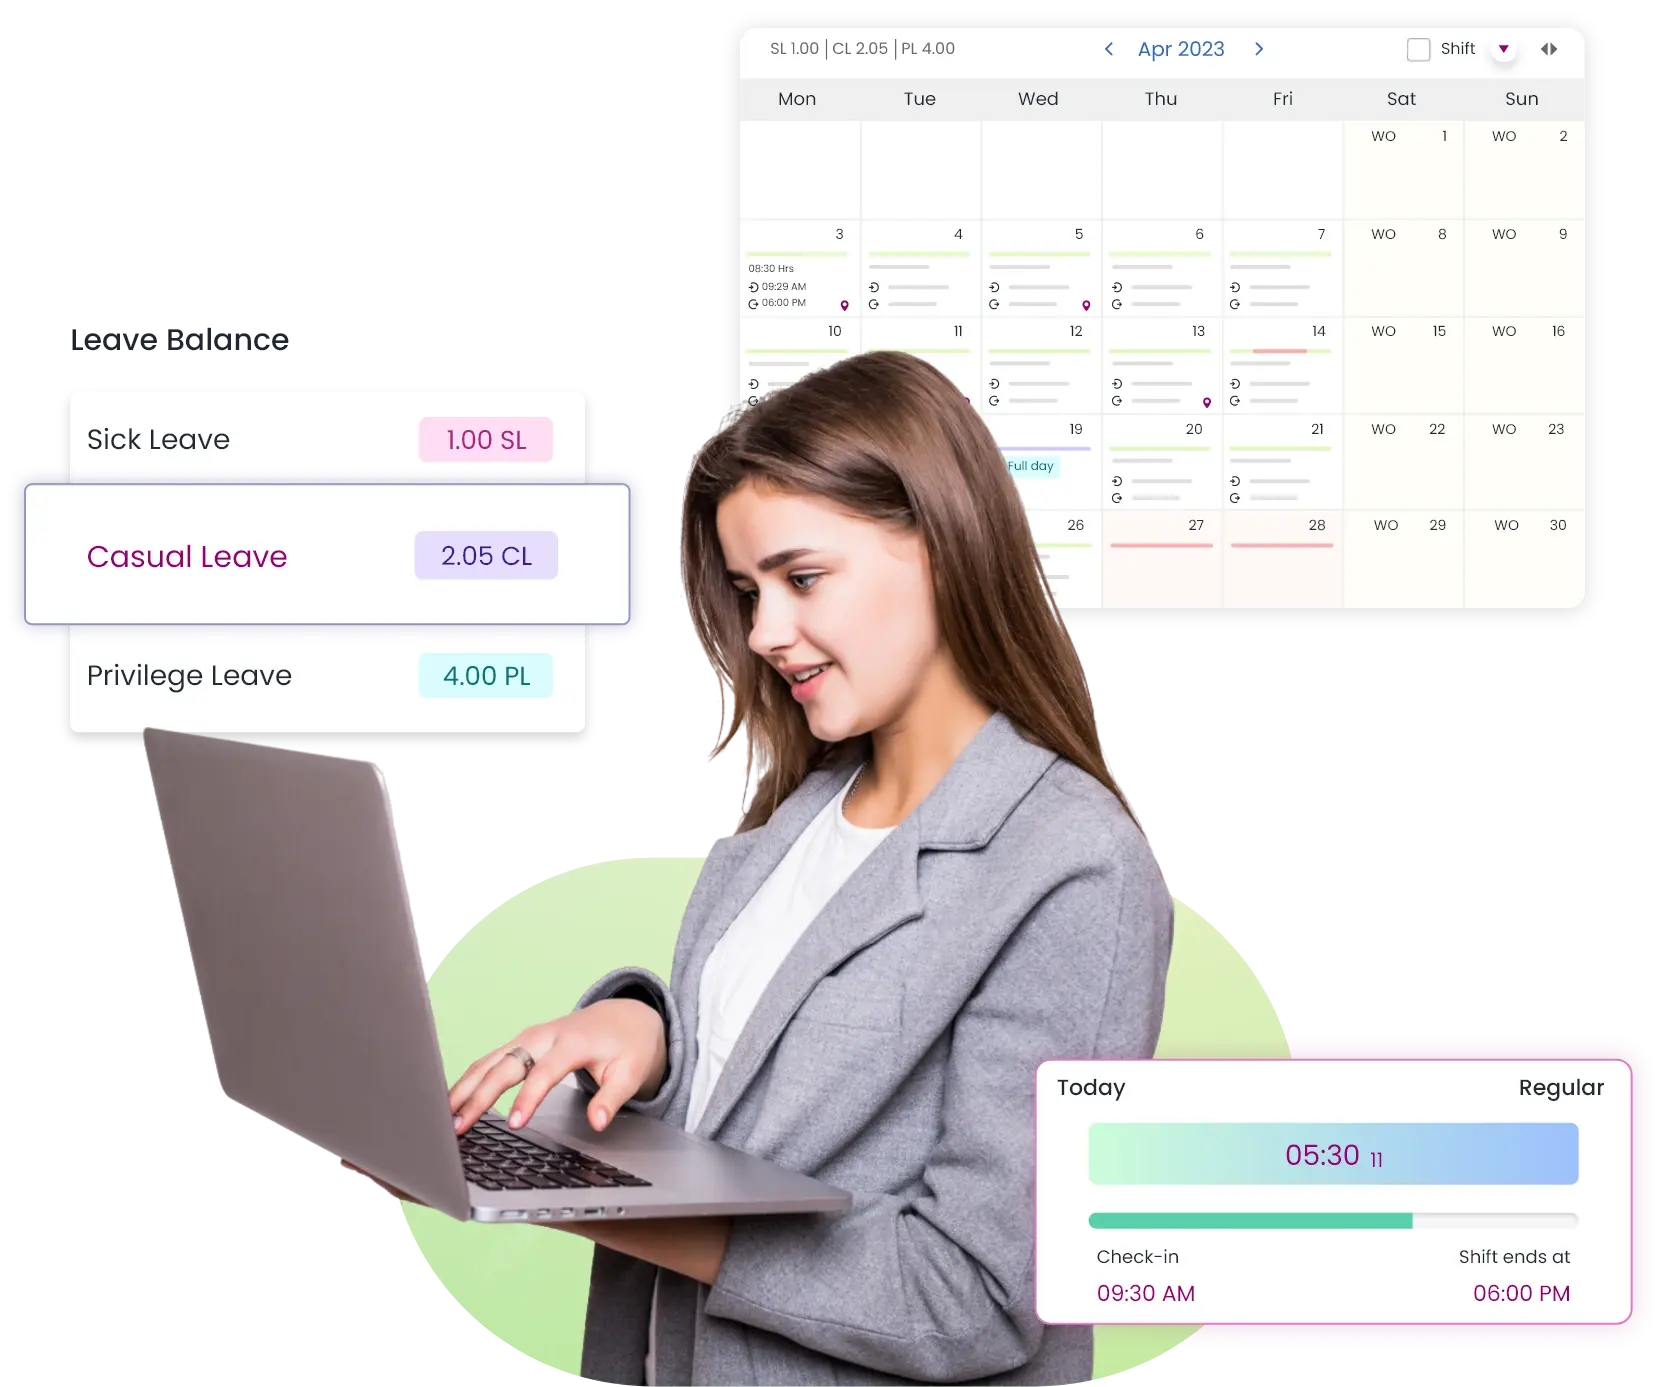 SL 1.00 | CL 2.05 | PL 4.00
Apr 2023
Shift
Mon Tue Wed Thu Fri Sat Sun
WO 1 WO 2
3 4 5 6 7 WO 8 WO 9
08:30 Hrs
09:29 AM
06:00 PM
10 11 12 13 14 WO 15 WO 16
19 20 21 WO 22 WO 23
Full day
26 27 28 WO 29 WO 30
Leave Balance
Sick Leave 1.00 SL
Casual Leave 2.05 CL
Privilege Leave 4.00 PL
Today Regular
05:30 11
Check-in Shift ends at
09:30 AM 06:00 PM